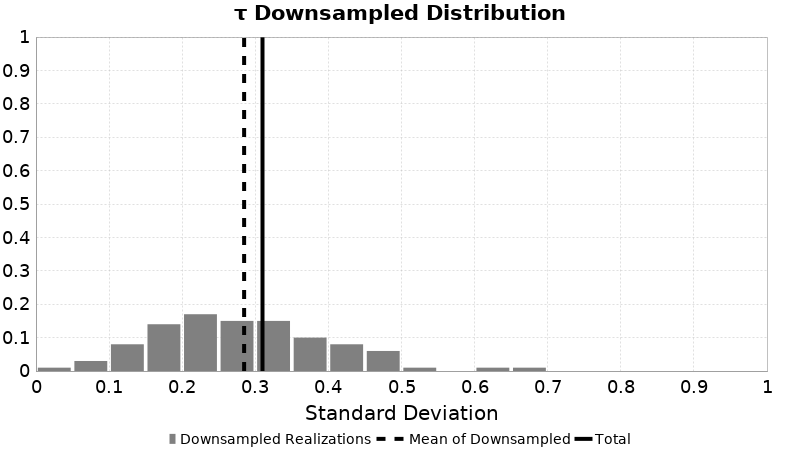 τ Downsampled Distribution
1
0.9
0.8
0.7
0.6
0.5
0.4
0.3
0.2
0.1
0
0 0.1 0.2 0.3 0.4 0.5 0.6 0.7 0.8 0.9 1
Standard Deviation
Downsampled Realizations Mean of Downsampled Total